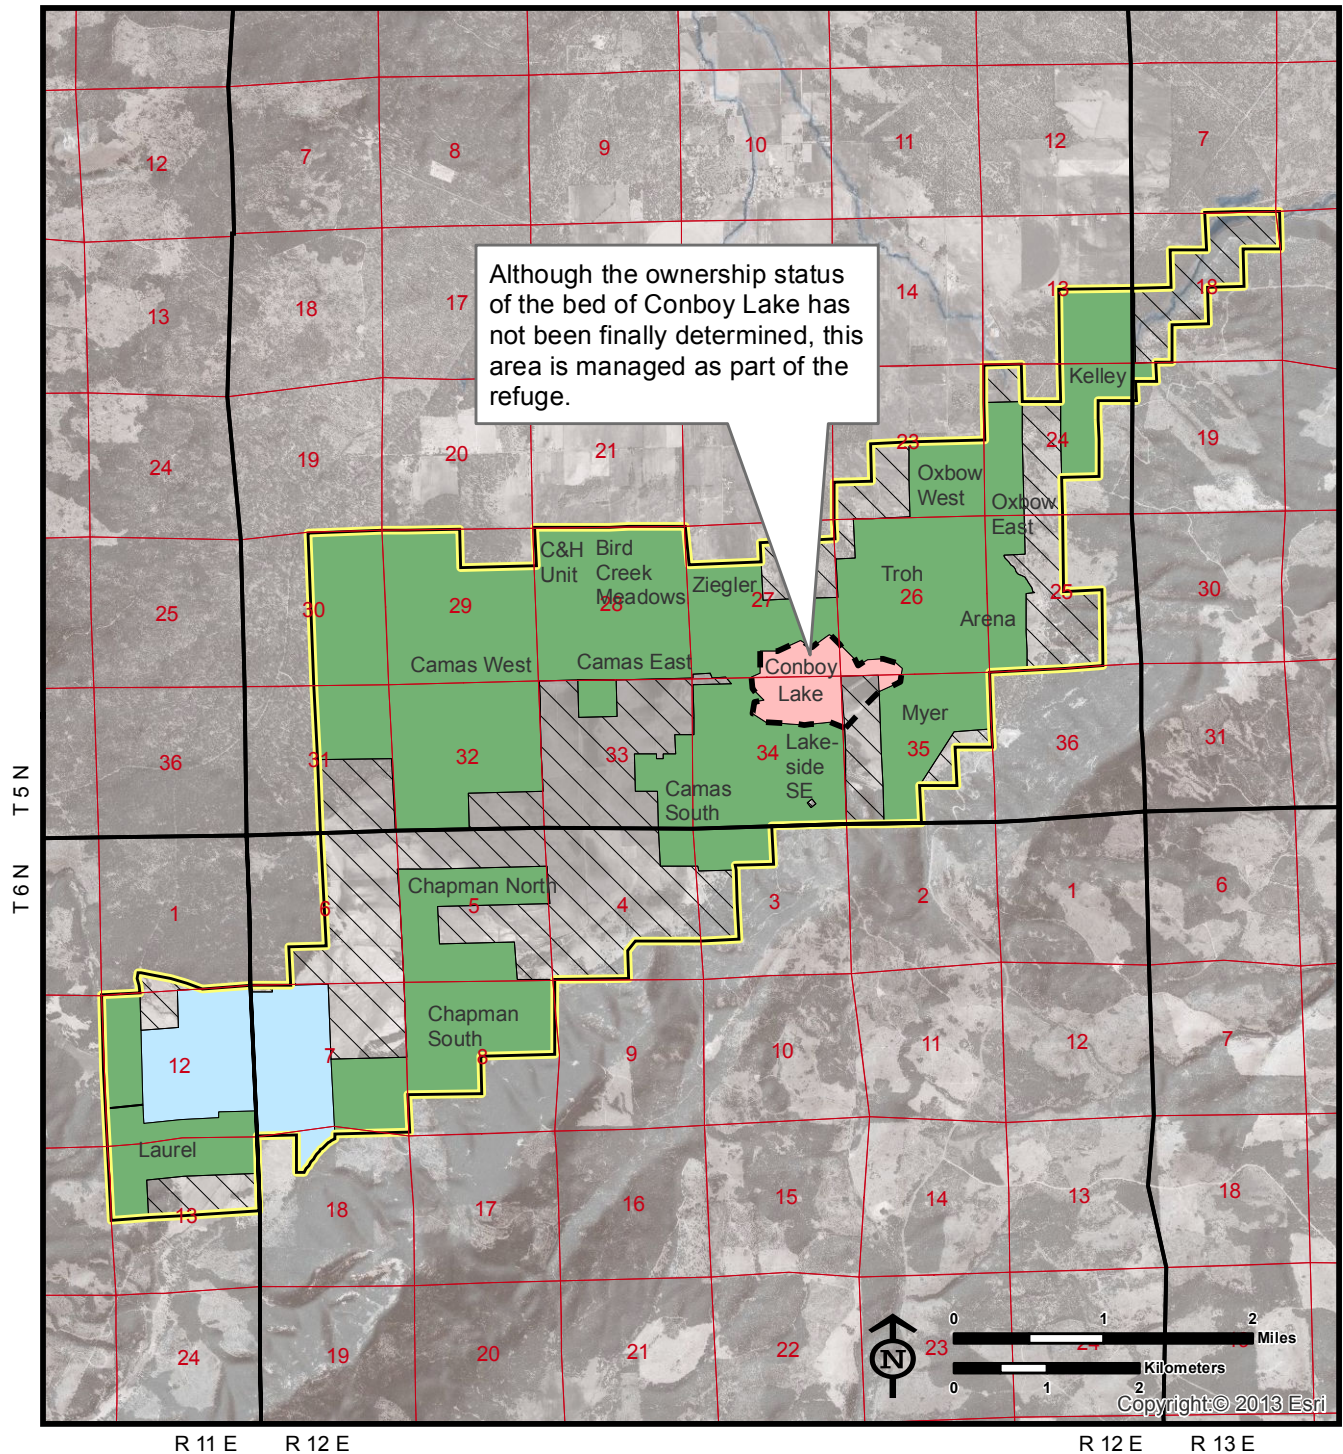 12 7 8 9 10 11 12 7
Although the ownership status
of the bed of Conboy Lake has
not been finally determined, this
area is managed as part of the
refuge.
13 18 17 14 13 18
Kelley
24 19 20 21 23 24 19
Oxbow
West
Oxbow
East
C&H
Unit
Bird
Creek
Meadows
Ziegler
Troh
25 30 29 28 27 26 25 30
Arena
Camas West
Camas East
Conboy
Lake
Myer
36 31 32 33 34 35 36 31
Lake-
side
SE
Camas
South
T 5 N
T 6 N
Chapman North
1 6 5 4 3 2 1 6
Chapman
South
12 7 8 9 10 11 12 7
Laurel
13 18 17 16 15 14 13 18
24 19 20 21 22 23 24
N
0 1 2
Miles
Kilometers
0 1 2
Copyright:© 2013 Esri
R 11 E R 12 E R 12 E R 13 E